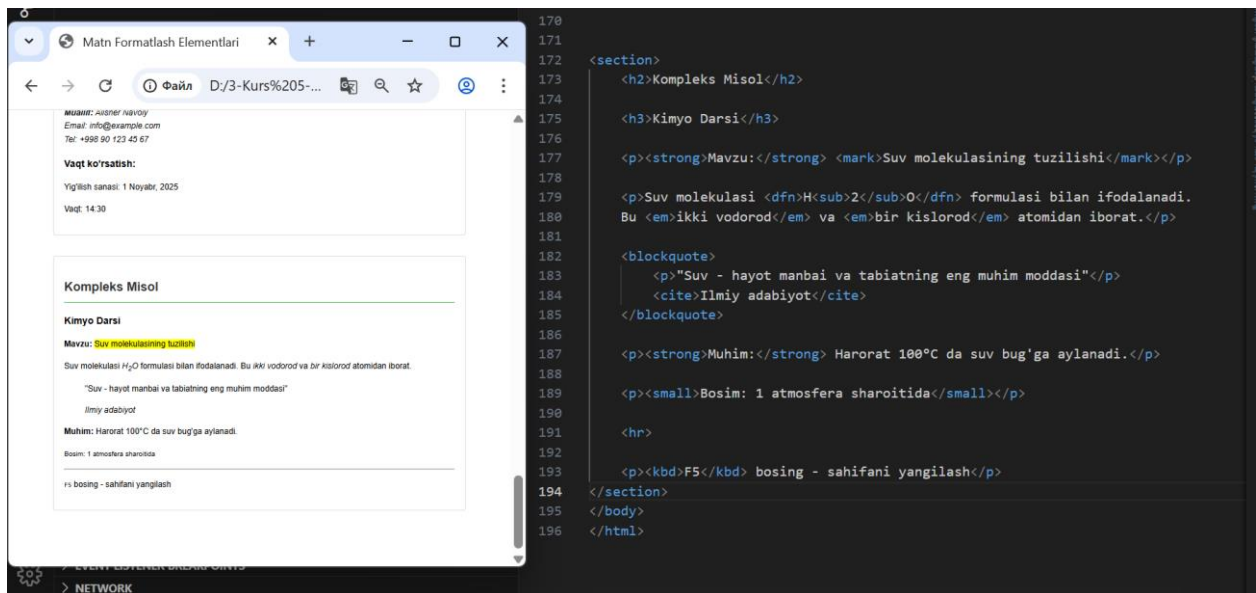 Matn Formatlash Elementlari
Файл D:/3-Kurs%205-...
Muallif: Alisher Navoiy
Email: info@example.com
Tel: +998 90 123 45 67
Vaqt ko'rsatish:
Yig'ilish sanasi: 1 Noyabr, 2025
Vaqt: 14:30
Kompleks Misol
Kimyo Darsi
Mavzu: Suv molekulasining tuzilishi
Suv molekulasi H2O formulasi bilan ifodalanadi. Bu ikki vodorod va bir kislorod atomidan iborat.
"Suv - hayot manbai va tabiatning eng muhim moddasi"
Ilmiy adabiyot
Muhim: Harorat 100°C da suv bug'ga aylanadi.
Bosim: 1 atmosfera sharoitida
F5 bosing - sahifani yangilash
> EVENT LISTENER BREAKPOINTS
> NETWORK
170
171
172 <section>
173 <h2>Kompleks Misol</h2>
174
175 <h3>Kimyo Darsi</h3>
176
177 <p><strong>Mavzu:</strong> <mark>Suv molekulasining tuzilishi</mark></p>
178
179 <p>Suv molekulasi <dfn>H<sub>2</sub>O</dfn> formulasi bilan ifodalanadi.
180 Bu <em>ikki vodorod</em> va <em>bir kislorod</em> atomidan iborat.</p>
181
182 <blockquote>
183 <p>"Suv - hayot manbai va tabiatning eng muhim moddasi"</p>
184 <cite>Ilmiy adabiyot</cite>
185 </blockquote>
186
187 <p><strong>Muhim:</strong> Harorat 100°C da suv bug'ga aylanadi.</p>
188
189 <p><small>Bosim: 1 atmosfera sharoitida</small></p>
190
191 <hr>
192
193 <p><kbd>F5</kbd> bosing - sahifani yangilash</p>
194 </section>
195 </body>
196 </html>